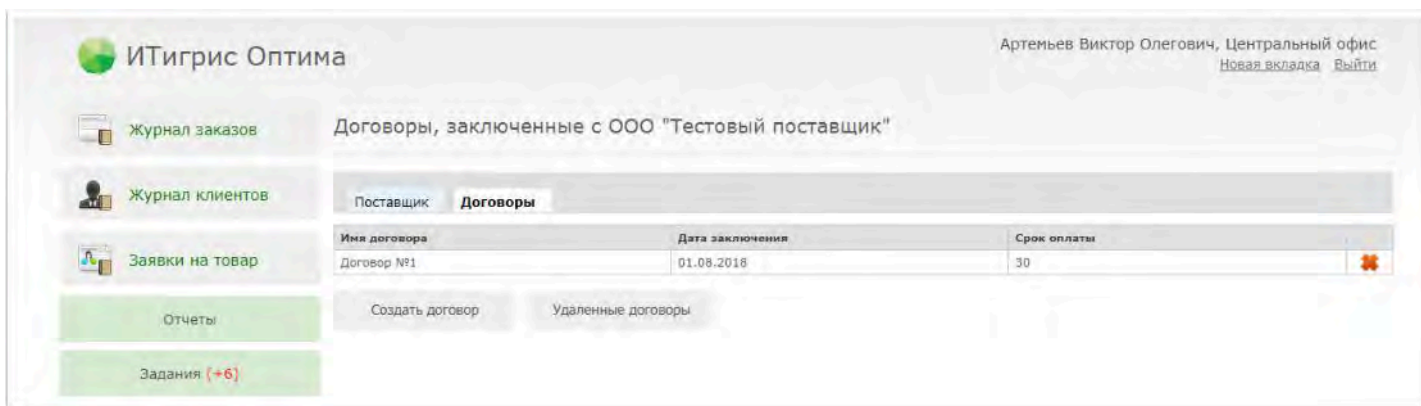 ИТигрис Оптима
Артемьев Виктор Олегович, Центральный офис
Новая вкладка Выйти
Журнал заказов
Договоры, заключенные с ООО "Тестовый поставщик"
Журнал клиентов
Поставщик Договоры
Имя договора Дата заключения Срок оплаты
Заявки на товар
Договор №1 01.08.2018 30
Создать договор Удаленные договоры
Отчеты
Задания (+6)